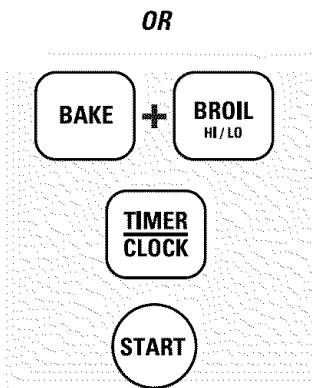 OR
BAKE + BROIL
HI / LO
TIMER
CLOCK
START